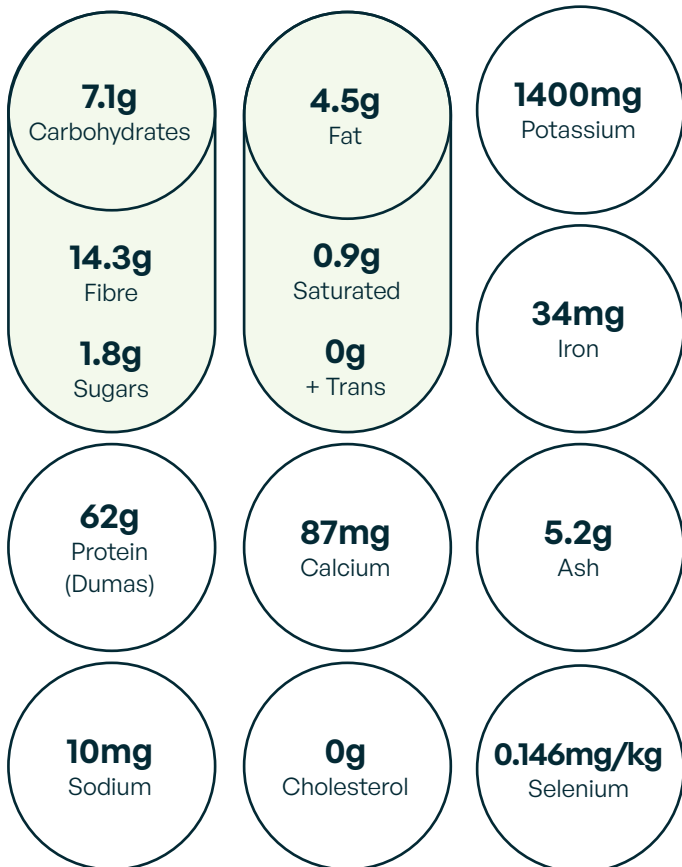 7.1g
Carbohydrates
14.3g
Fibre
1.8g
Sugars
4.5g
Fat
0.9g
Saturated
0g
+ Trans
1400mg
Potassium
34mg
Iron
62g
Protein
(Dumas)
87mg
Calcium
5.2g
Ash
10mg
Sodium
0g
Cholesterol
0.146mg/kg
Selenium